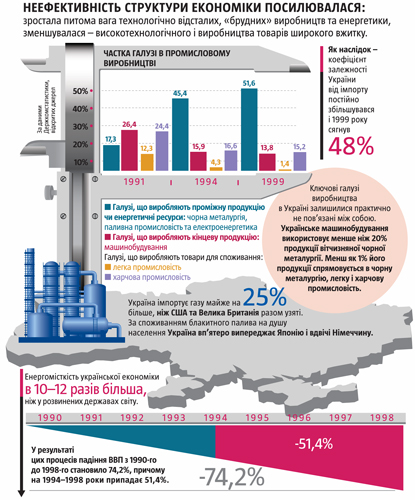 НЕЕФЕКТИВНІСТЬ СТРУКТУРИ ЕКОНОМІКИ ПОСИЛЮВАЛАСЯ:
зростала питома вага технологічно відсталих, «брудних» виробництв та енергетики,
зменшувалася – високотехнологічного і виробництва товарів широкого вжитку.
ЧАСТКА ГАЛУЗІ В ПРОМИСЛОВОМУ
ВИРОБНИЦТВІ
За даними
Держкомстатистики,
відкритих джерел
50%
40%
30%
20%
10%
17,3
26,4
12,3
24,4
45,4
15,9
4,3
16,6
51,6
13,8
1,4
15,2
1991
1994
1999
Як наслідок –
коефіцієнт
залежності
України
від імпорту
постійно
збільшувався
і 1999 року
сягнув
48%
Галузі, що виробляють проміжну продукцію
чи енергетичні ресурси: чорна металургія,
паливна промисловість та електроенергетика
Галузі, що виробляють кінцеву продукцію:
машинобудування
Галузі, що виробляють товари для споживання:
легка промисловість
харчова промисловість
Ключові галузі
виробництва
в Україні залишилися практично
не пов'язані між собою.
Українське машинобудування
використовує менше ніж 20%
продукції вітчизняної чорної
металургії. Менш як 1% його
продукції спрямовується в чорну
металургію, легку і харчову
промисловість.
Україна імпортує газу майже на 25%
більше, ніж США та Велика Британія разом узяті.
За споживанням блакитного палива на душу
населення Україна вп'ятеро випереджає Японію і вдвічі Німеччину.
Енергомісткість української економіки
в 10–12 разів більша,
ніж у розвинених державах світу.
1990 1991 1992 1993 1994 1995 1996 1997 1998
У результаті
цих процесів падіння ВВП з 1990-го
до 1998-го становило 74,2%, причому
на 1994–1998 роки припадає 51,4%.
-51,4%
-74,2%